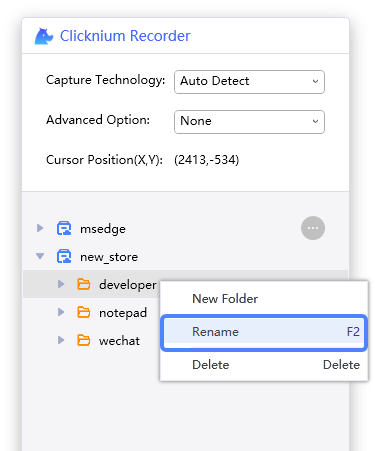 Clicknium Recorder
Capture Technology: Auto Detect
Advanced Option: None
Cursor Position(X,Y): (2413,-534)
msedge
new_store
developer
New Folder
notepad
Rename F2
wechat
Delete Delete